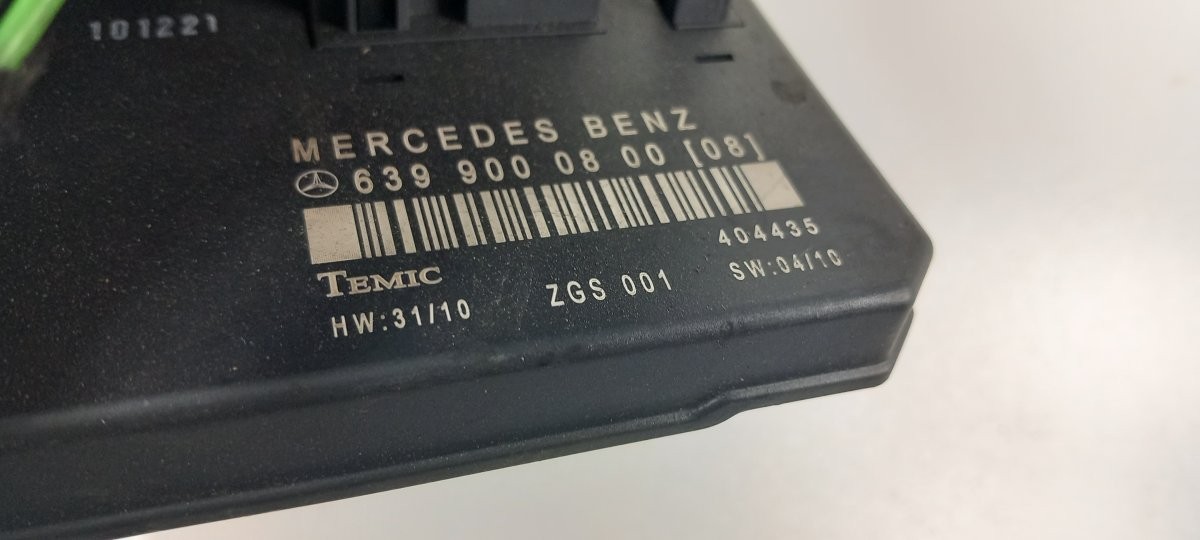 101221
MERCEDES BENZ
639 900 08 00 [08]
404435
TEMIC
HW:31/10 ZGS 001 SW:04/10